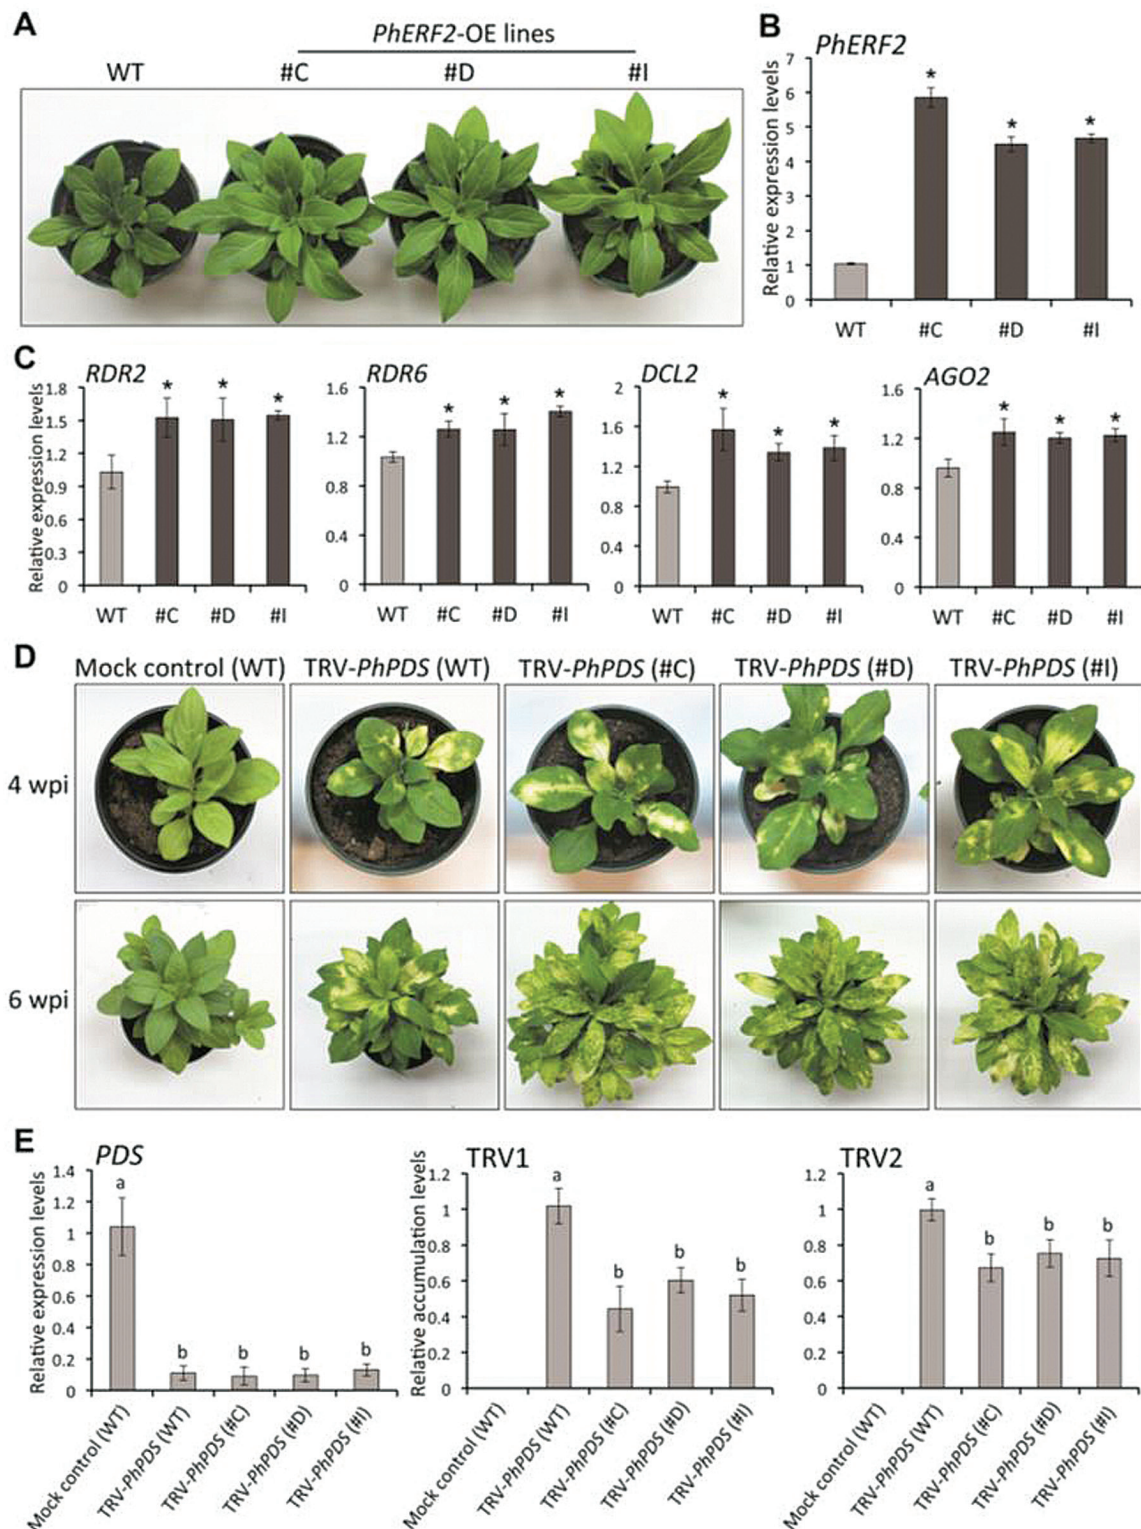 A
PhERF2-OE lines
WT #C #D #I
B
PhERF2
Relative expression levels
7
6
5
4
3
2
1
0
WT #C #D #I
* * *
C
RDR2
Relative expression levels
1.8
1.5
1.2
0.9
0.6
0.3
0
* * *
WT #C #D #I
RDR6
1.6
1.2
0.8
0.4
0
* * *
WT #C #D #I
DCL2
2
1.6
1.2
0.8
0.4
0
* * *
WT #C #D #I
AGO2
1.6
1.2
0.8
0.4
0
* * *
WT #C #D #I
D
Mock control (WT) TRV-PhPDS (WT) TRV-PhPDS (#C) TRV-PhPDS (#D) TRV-PhPDS (#I)
4 wpi
6 wpi
E
PDS
Relative expression levels
1.4
1.2
1
0.8
0.6
0.4
0.2
0
a b b b b
Mock control (WT)
TRV-PhPDS (WT)
TRV-PhPDS (#C)
TRV-PhPDS (#D)
TRV-PhPDS (#I)
TRV1
Relative accumulation levels
1.2
1
0.8
0.6
0.4
0.2
0
a b b b
Mock control (WT)
TRV-PhPDS (WT)
TRV-PhPDS (#C)
TRV-PhPDS (#D)
TRV-PhPDS (#I)
TRV2
1.2
1
0.8
0.6
0.4
0.2
0
a b b b
Mock control (WT)
TRV-PhPDS (WT)
TRV-PhPDS (#C)
TRV-PhPDS (#D)
TRV-PhPDS (#I)